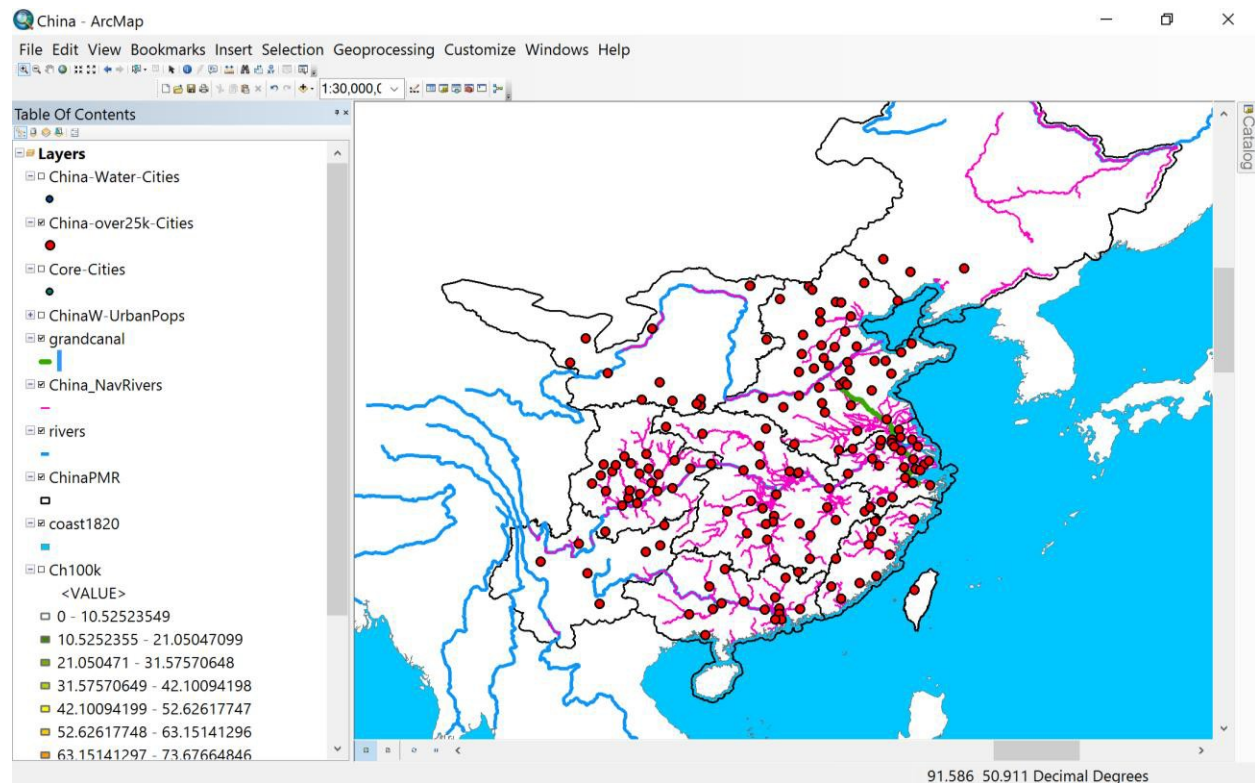 China - ArcMap
File Edit View Bookmarks Insert Selection Geoprocessing Customize Windows Help
1:30,000,(
Table Of Contents
Layers
China-Water-Cities
China-over25k-Cities
Core-Cities
ChinaW-UrbanPops
grandcanal
China_NavRivers
rivers
ChinaPMR
coast1820
Ch100k
<VALUE>
0 - 10.52523549
10.5252355 - 21.05047099
21.050471 - 31.57570648
31.57570649 - 42.10094198
42.10094199 - 52.62617747
52.62617748 - 63.15141296
63.15141297 - 73.67664846
Catalog
91.586 50.911 Decimal Degrees